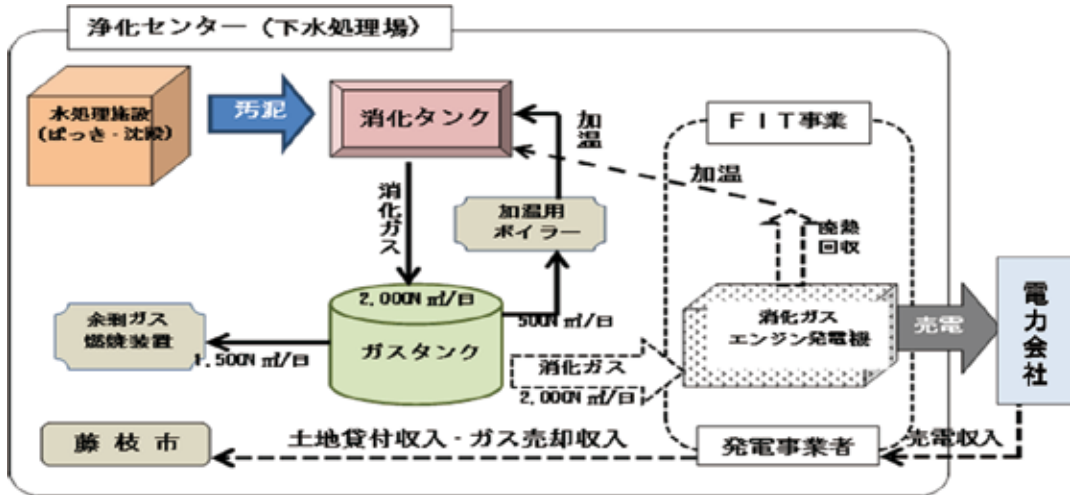 浄化センター（下水処理場）
水処理施設
（ばっき・沈殿）
汚泥
消化タンク
加温
ＦＩＴ事業
加温
消化ガス
加温用
ボイラー
廃熱
回収
2,000N㎥/日
500N㎥/日
余剰ガス
燃焼装置
1,500N㎥/日
ガスタンク
消化ガス
2,000N㎥/日
消化ガス
エンジン発電機
売電
電力会社
藤枝市
土地貸付収入・ガス売却収入
発電事業者
売電収入